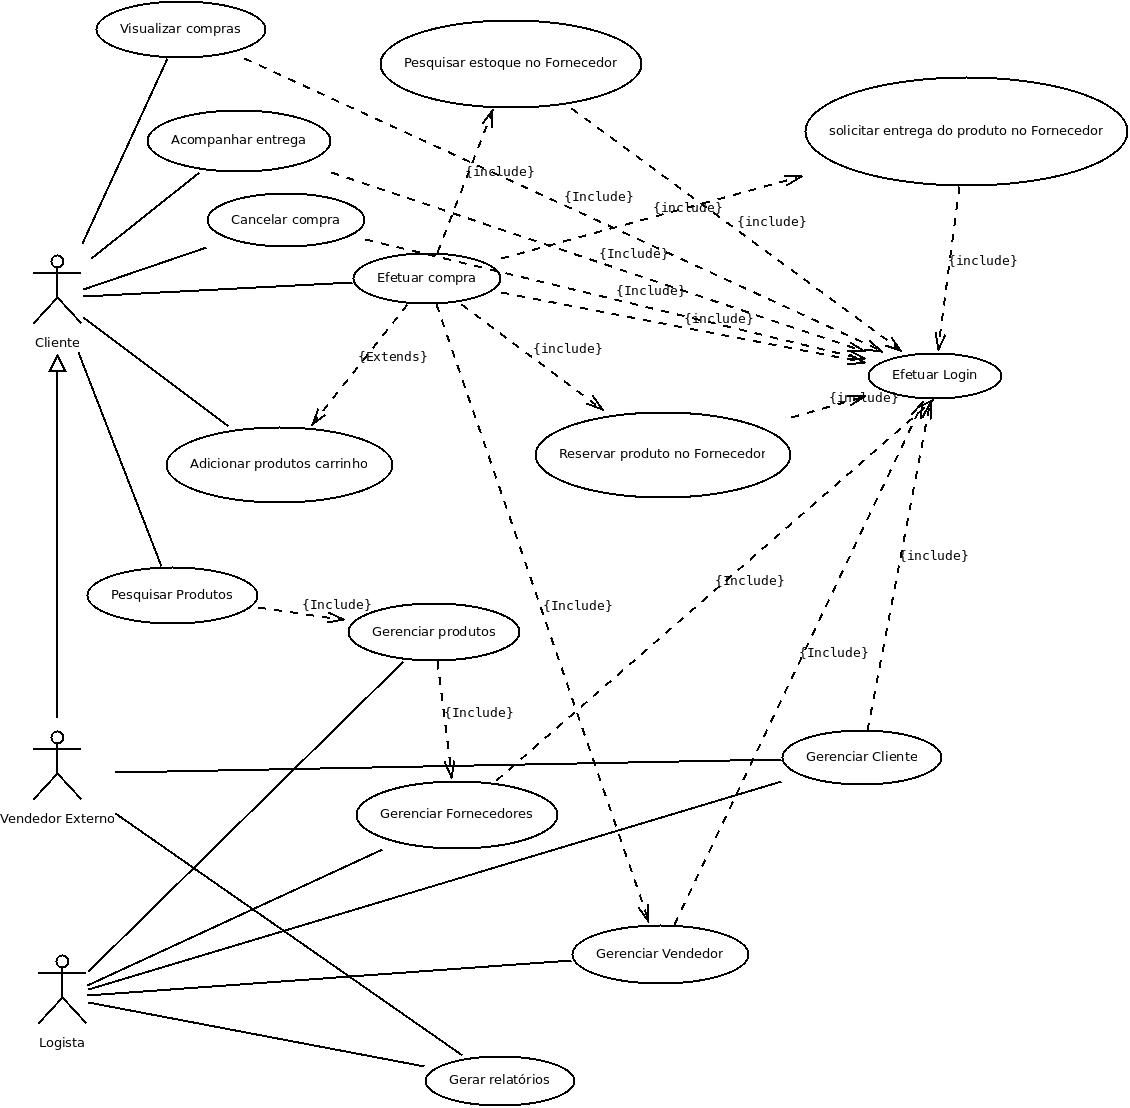 Visualizar compras
Pesquisar estoque no Fornecedor
solicitar entrega do produto no Fornecedor
Acompanhar entrega
{include}
{Include}
{include}
Cancelar compra
{include}
{Include}
{include}
Efetuar compra
{Include}
{include}
Cliente
{Extends}
{include}
Efetuar Login
{include}
Adicionar produtos carrinho
Reservar produto no Fornecedor
{include}
{Include}
Pesquisar Produtos
{Include}
{Include}
Gerenciar produtos
{Include}
{Include}
Gerenciar Cliente
Vendedor Externo
Gerenciar Fornecedores
Gerenciar Vendedor
Logista
Gerar relatórios